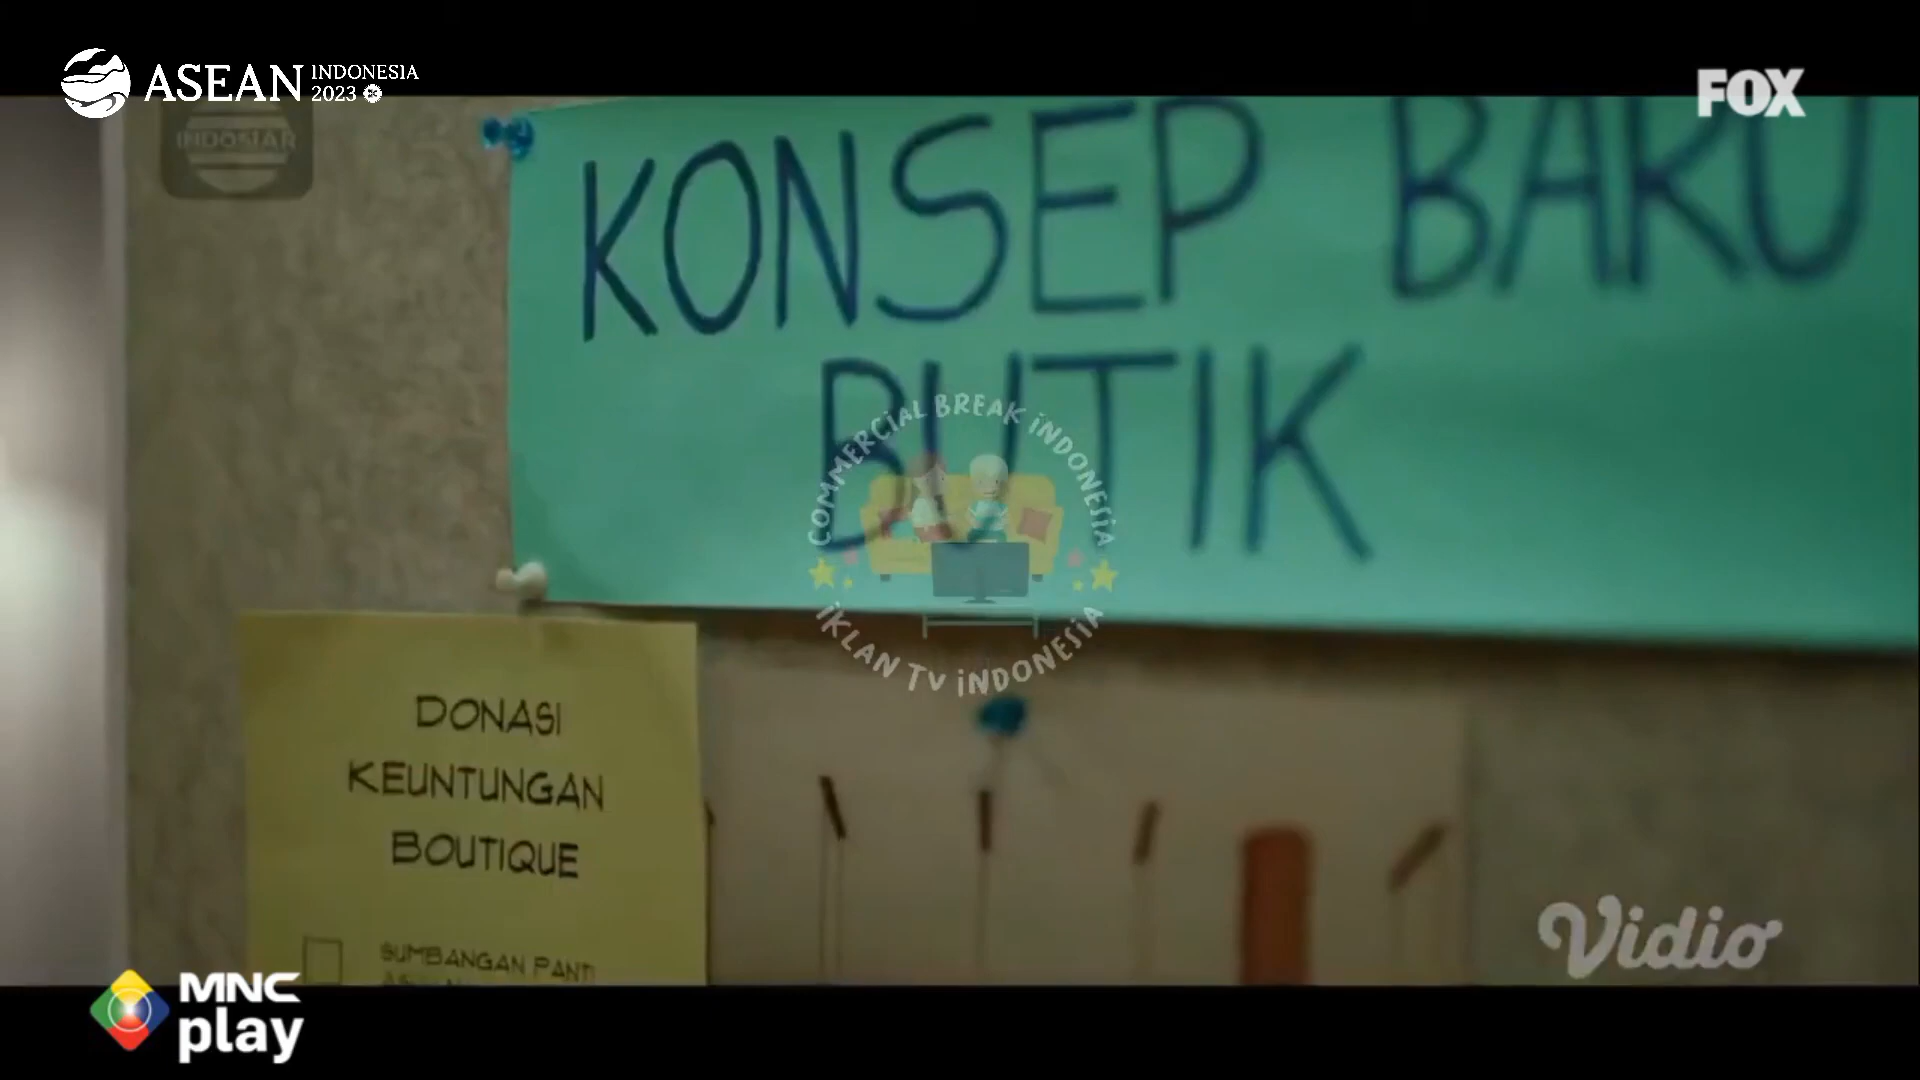 ASEAN INDONESIA
2023
FOX
INDOSIAR
KONSEP BARU
BUTIK
COMMERCIAL BREAK INDONESIA
IKLAN TV INDONESIA
DONASI
KEUNTUNGAN
BOUTIQUE
SUMBANGAN PANTI
Vidio
MNC
play